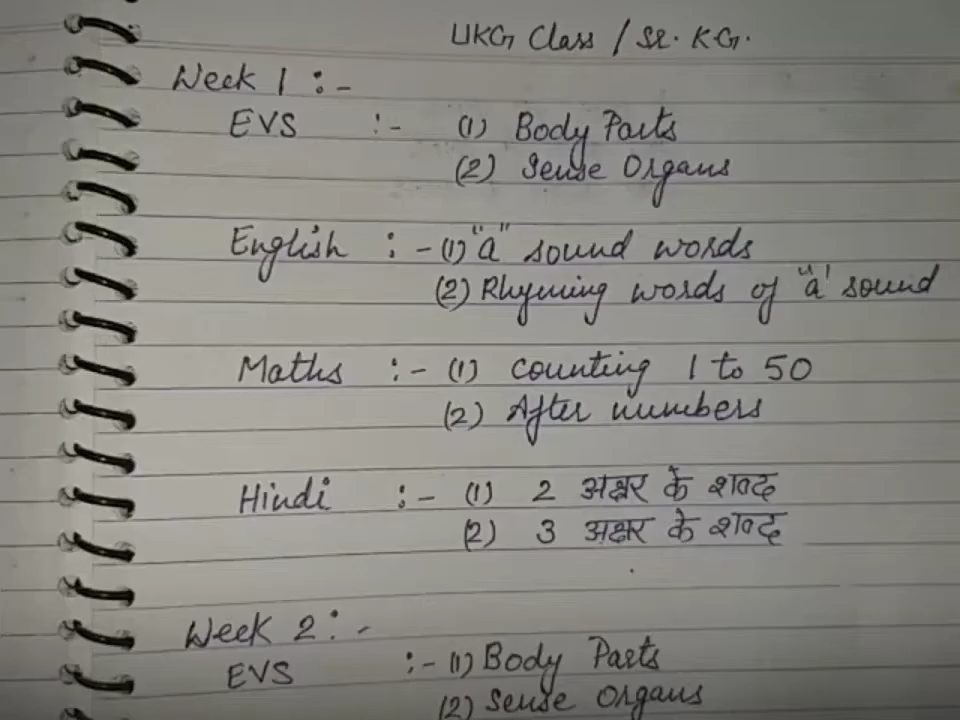 UKG Class / Sr. K.G.
Week 1 :-
EVS :- (1) Body Parts
(2) Sense Organs
English :- (1) "a" sound words
(2) Rhyming words of "a' sound
Maths :- (1) counting 1 to 50
(2) After numbers
Hindi :- (1) 2 अक्षर के शब्द
(2) 3 अक्षर के शब्द
Week 2 :-
EVS :- (1) Body Parts
(2) Sense Organs